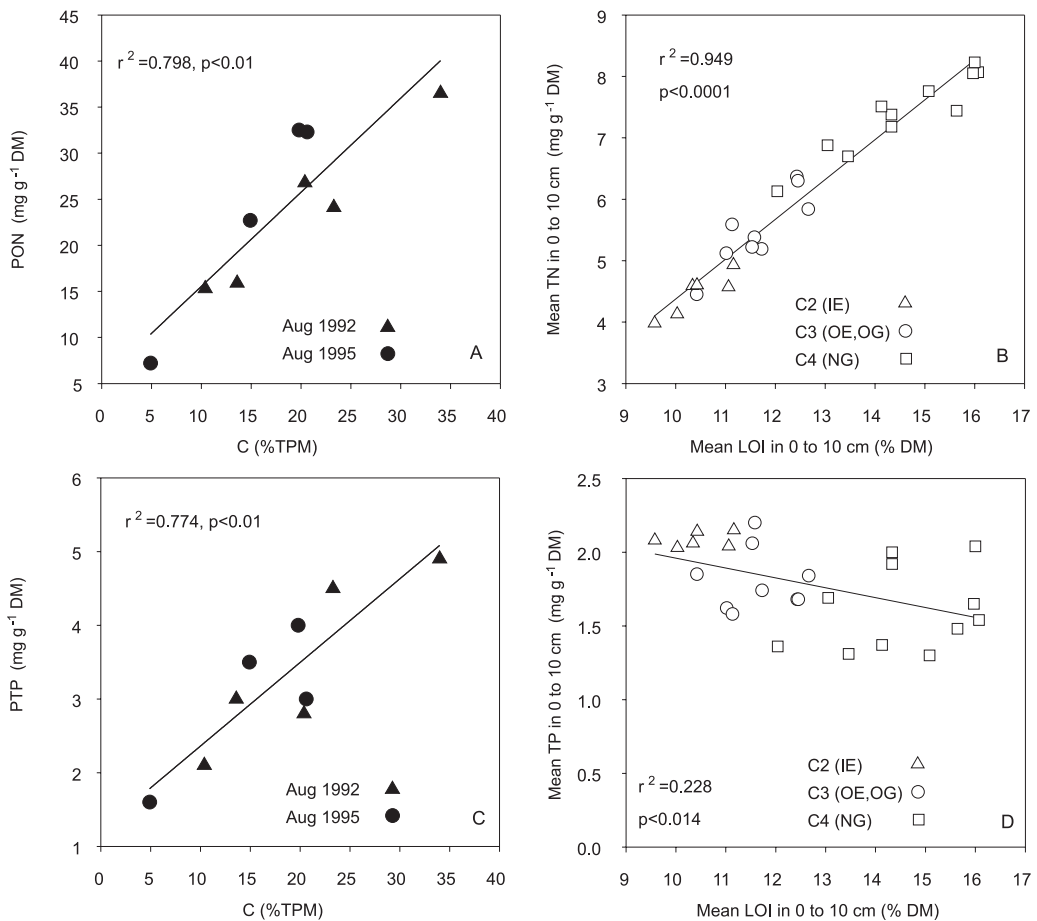 45
40
35
30
25
20
15
10
5
PON (mg g-1 DM)
r 2 =0.798, p<0.01
Aug 1992
Aug 1995
A
0 5 10 15 20 25 30 35 40
C (%TPM)
9
8
7
6
5
4
3
Mean TN in 0 to 10 cm (mg g-1 DM)
r 2 =0.949
p<0.0001
C2 (IE)
C3 (OE,OG)
C4 (NG)
B
9 10 11 12 13 14 15 16 17
Mean LOI in 0 to 10 cm (% DM)
6
5
4
3
2
1
PTP (mg g-1 DM)
r 2 =0.774, p<0.01
Aug 1992
Aug 1995
C
0 5 10 15 20 25 30 35 40
C (%TPM)
2.5
2.0
1.5
1.0
0.5
0.0
Mean TP in 0 to 10 cm (mg g-1 DM)
r 2 =0.228
p<0.014
C2 (IE)
C3 (OE,OG)
C4 (NG)
D
9 10 11 12 13 14 15 16 17
Mean LOI in 0 to 10 cm (% DM)